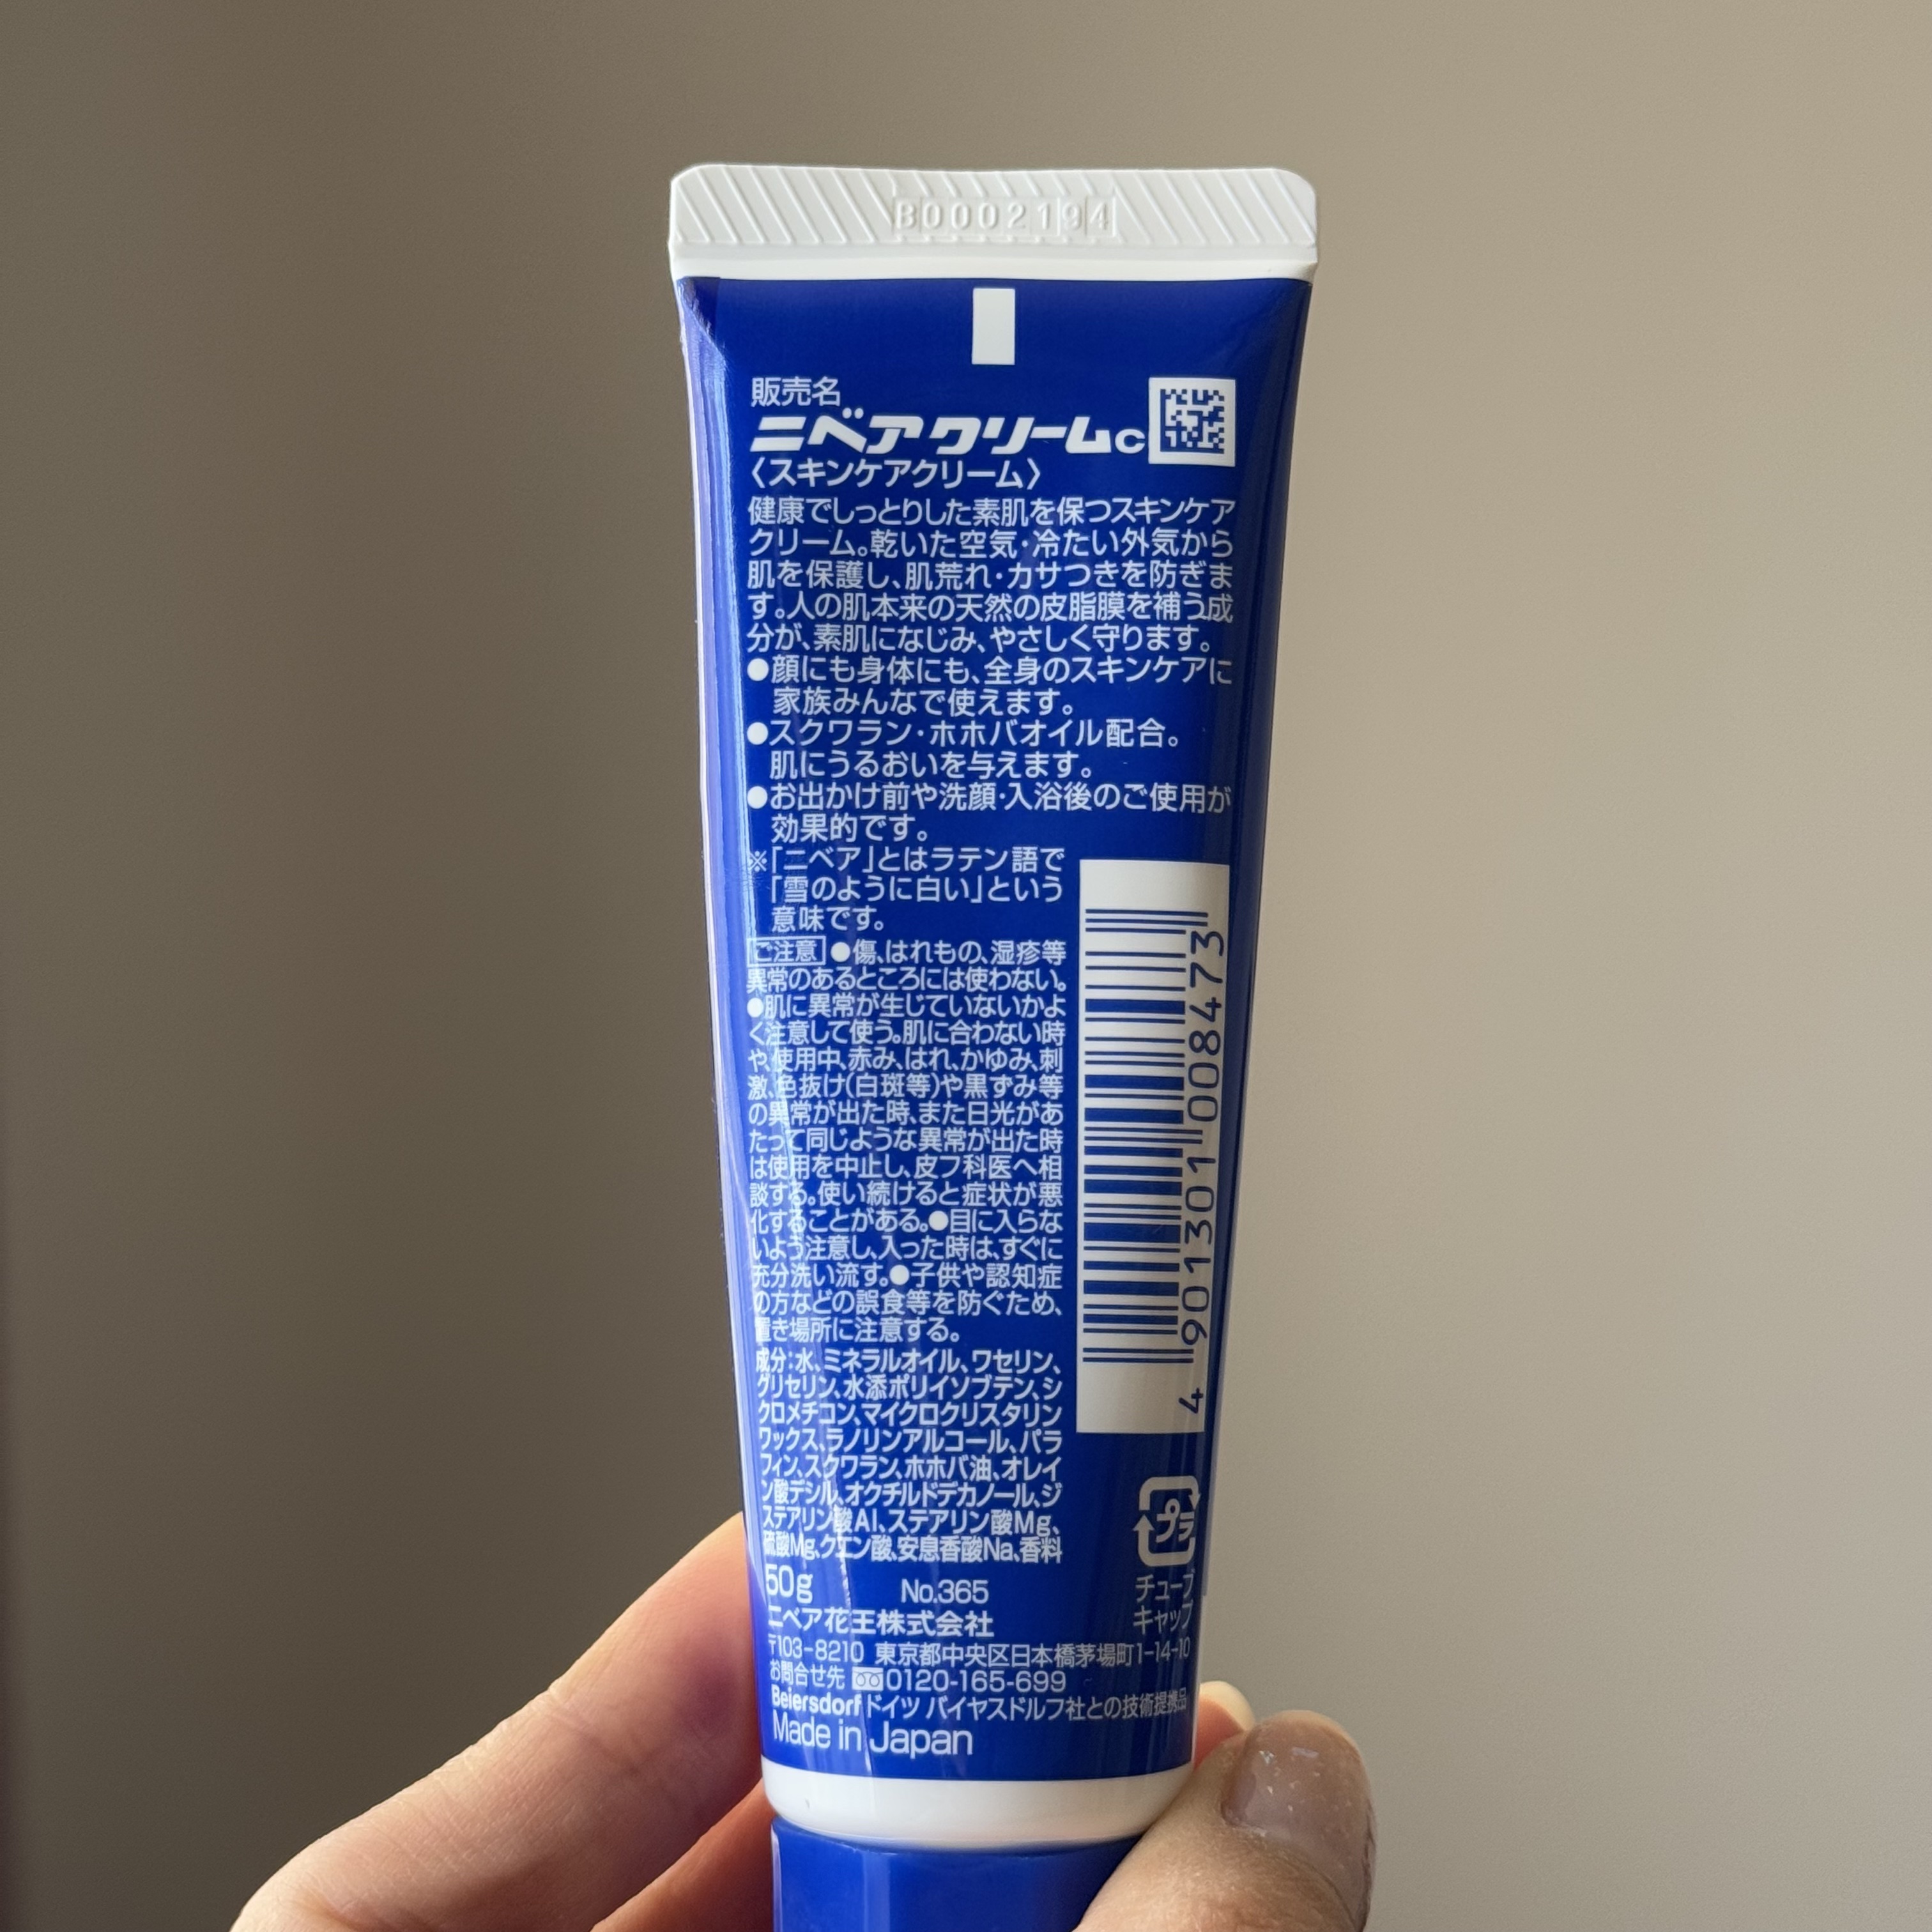 B0002194
販売名
ニベアクリームC
〈スキンケアクリーム〉
健康でしっとりした素肌を保つスキンケア
クリーム。乾いた空気・冷たい外気から
肌を保護し、肌荒れ・カサつきを防ぎま
す。人の肌本来の天然の皮脂膜を補う成
分が、素肌になじみ、やさしく守ります。
●顔にも身体にも、全身のスキンケアに
家族みんなで使えます。
●スクワラン・ホホバオイル配合。
肌にうるおいを与えます。
●お出かけ前や洗顔・入浴後のご使用が
効果的です。
※「ニベア」とはラテン語で
「雪のように白い」という
意味です。
ご注意 ●傷、はれもの、湿疹等
異常のあるところには使わない。
●肌に異常が生じていないかよ
く注意して使う。肌に合わない時
や、使用中、赤み、はれ、かゆみ、刺
激、色抜け(白斑等)や黒ずみ等
の異常が出た時、また日光があ
たって同じような異常が出た時
は使用を中止し、皮フ科医へ相
談する。使い続けると症状が悪
化することがある。●目に入らな
いよう注意し、入った時は、すぐに
充分洗い流す。●子供や認知症
の方などの誤食等を防ぐため、
置き場所に注意する。
成分:水、ミネラルオイル、ワセリン、
グリセリン、水添ポリイソブテン、シ
クロメチコン、マイクロクリスタリン
ワックス、ラノリンアルコール、パラ
フィン、スクワラン、ホホバ油、オレイ
ン酸デシル、オクチルドデカノール、ジ
ステアリン酸Al、ステアリン酸Mg、
硫酸Mg、クエン酸、安息香酸Na、香料
4 901301 008473
プラ
チューブ
キャップ
50g No.365
ニベア花王株式会社
〒103-8210 東京都中央区日本橋茅場町1-14-10
お問合せ先 0120-165-699
Beiersdorf ドイツ バイヤスドルフ社との技術提携品
Made in Japan